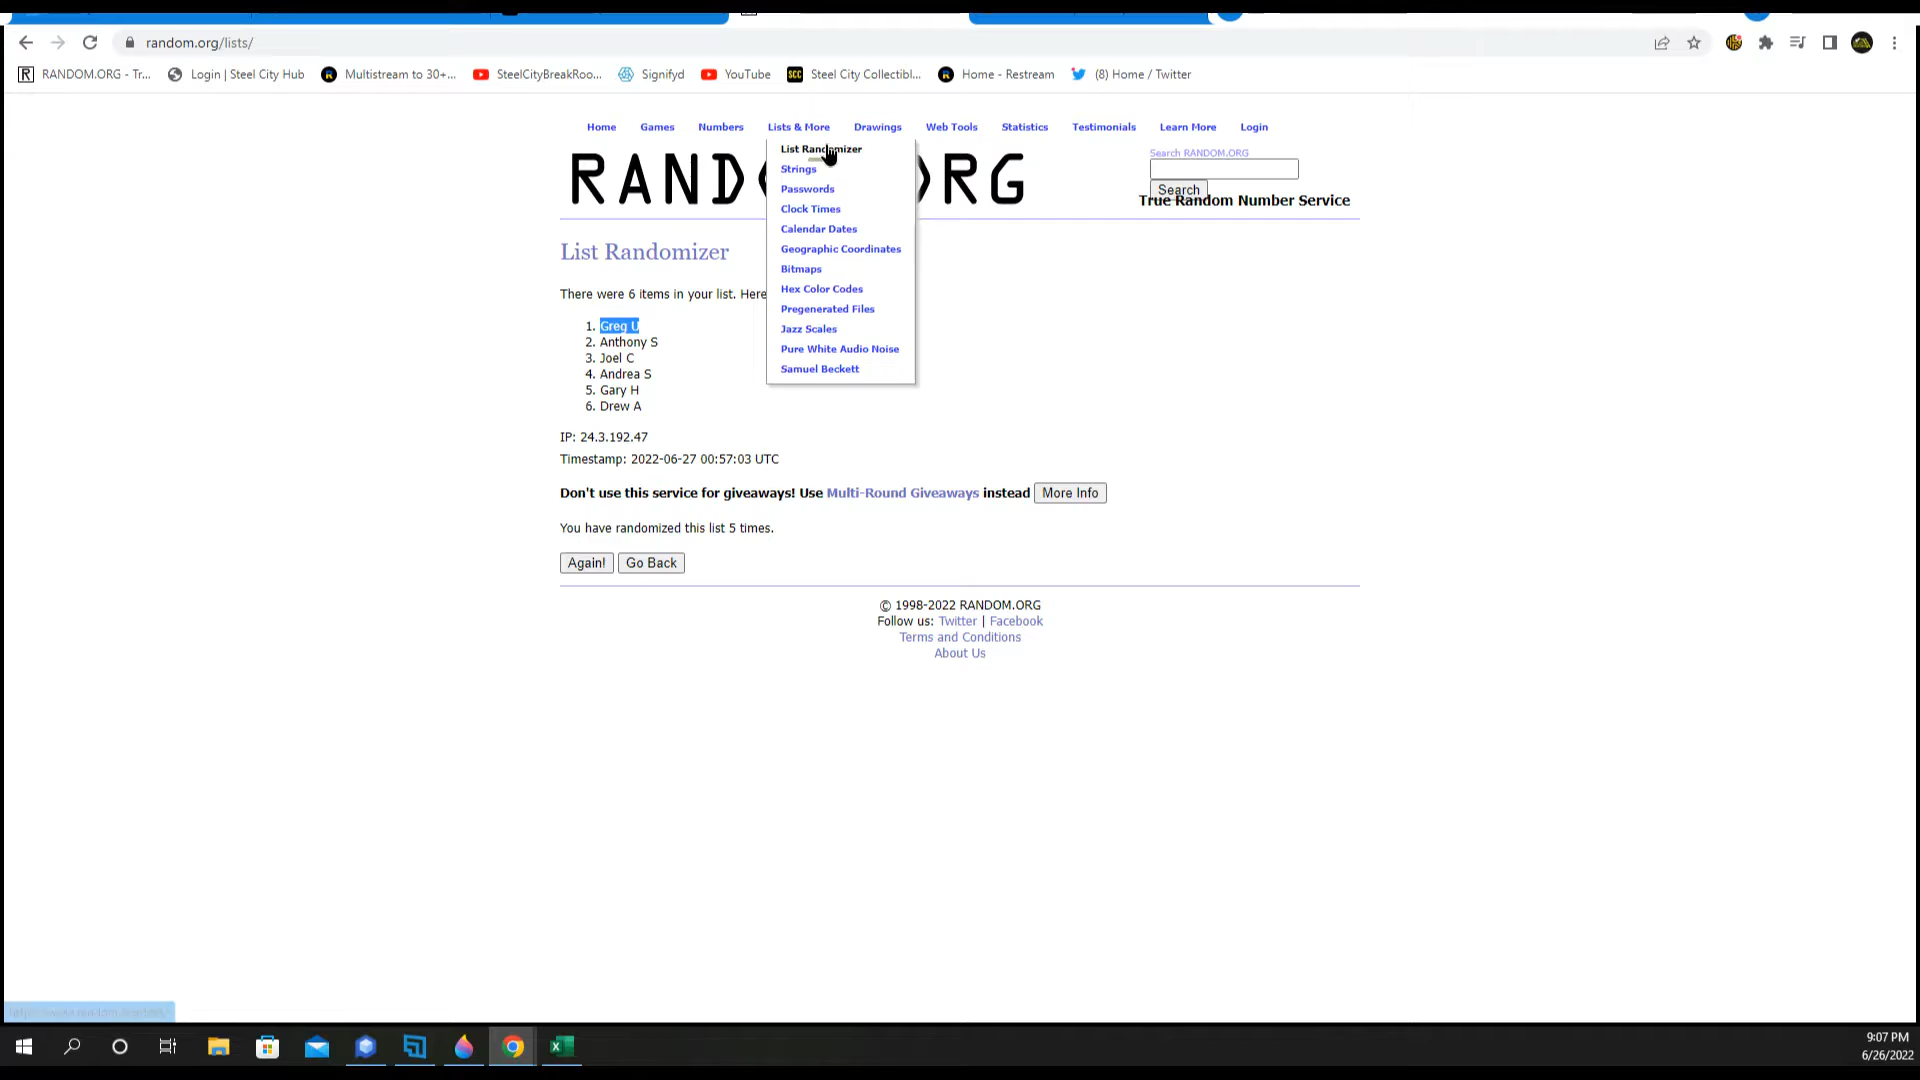 random.org/lists/
RANDOM.ORG - Tr... Login | Steel City Hub Multistream to 30+... SteelCityBreakRoo... Signifyd YouTube SCC Steel City Collectibl... Home - Restream (8) Home / Twitter
Home Games Numbers Lists & More Drawings Web Tools Statistics Testimonials Learn More Login
List Randomizer
Strings
Passwords
Clock Times
Calendar Dates
Geographic Coordinates
Bitmaps
Hex Color Codes
Pregenerated Files
Jazz Scales
Pure White Audio Noise
Samuel Beckett
Search RANDOM.ORG
Search
True Random Number Service
List Randomizer
There were 6 items in your list. Here
1. Greg U
2. Anthony S
3. Joel C
4. Andrea S
5. Gary H
6. Drew A
IP: 24.3.192.47
Timestamp: 2022-06-27 00:57:03 UTC
Don't use this service for giveaways! Use Multi-Round Giveaways instead More Info
You have randomized this list 5 times.
Again! Go Back
© 1998-2022 RANDOM.ORG
Follow us: Twitter | Facebook
Terms and Conditions
About Us
9:07 PM
6/26/2022